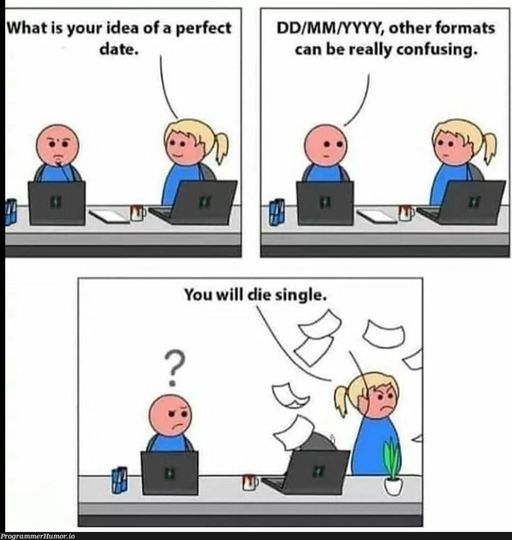 What is your idea of a perfect
date.
DD/MM/YYYY, other formats
can be really confusing.
You will die single.
?
ProgrammerHumor.io